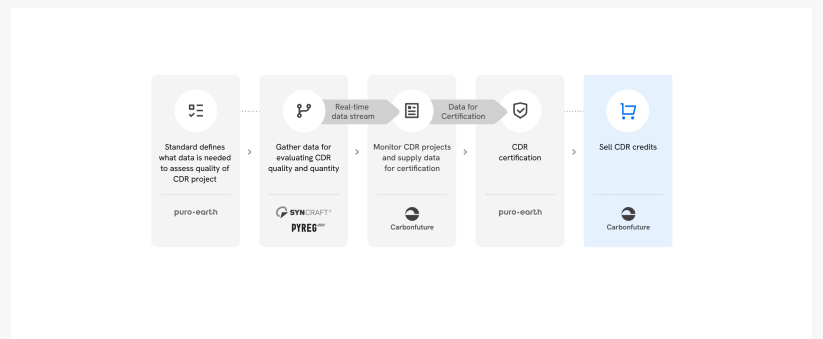 Real-time
data stream
Data for
Certification
Standard defines
what data is needed
to assess quality of
CDR project
Gather data for
evaluating CDR
quality and quantity
Monitor CDR projects
and supply data
for certification
CDR
certification
Sell CDR credits
puro·earth
SYNCRAFT®
PYREG
Carbonfuture
puro·earth
Carbonfuture